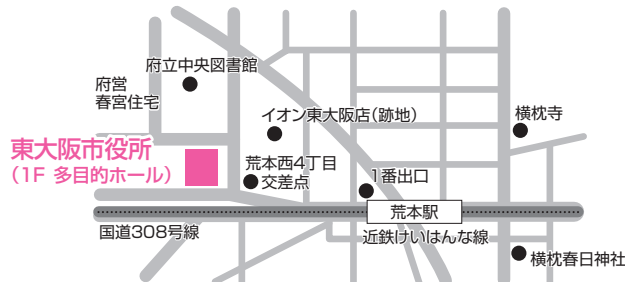 府立中央図書館
府営
春宮住宅
イオン東大阪店(跡地)
横枕寺
東大阪市役所
(1F 多目的ホール)
荒本西4丁目
交差点
1番出口
荒本駅
国道308号線
近鉄けいはんな線
横枕春日神社